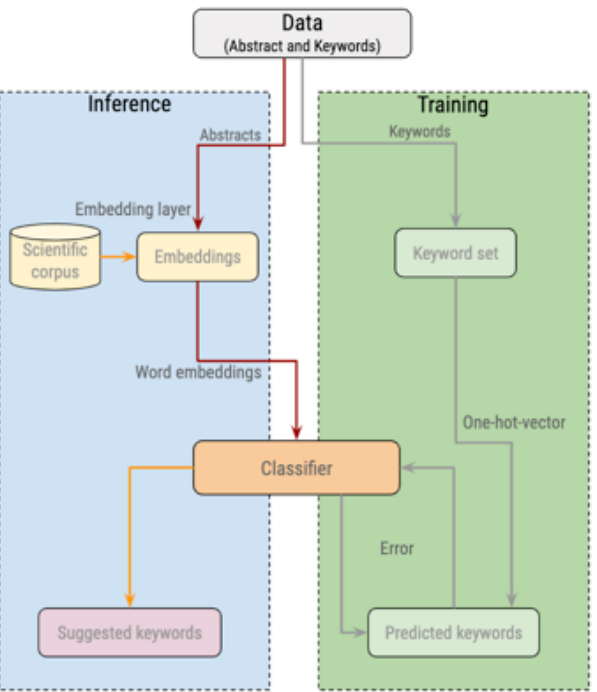 Data
(Abstract and Keywords)
Inference
Training
Abstracts
Keywords
Embedding layer
Scientific
corpus
Embeddings
Keyword set
Word embeddings
One-hot-vector
Classifier
Error
Suggested keywords
Predicted keywords